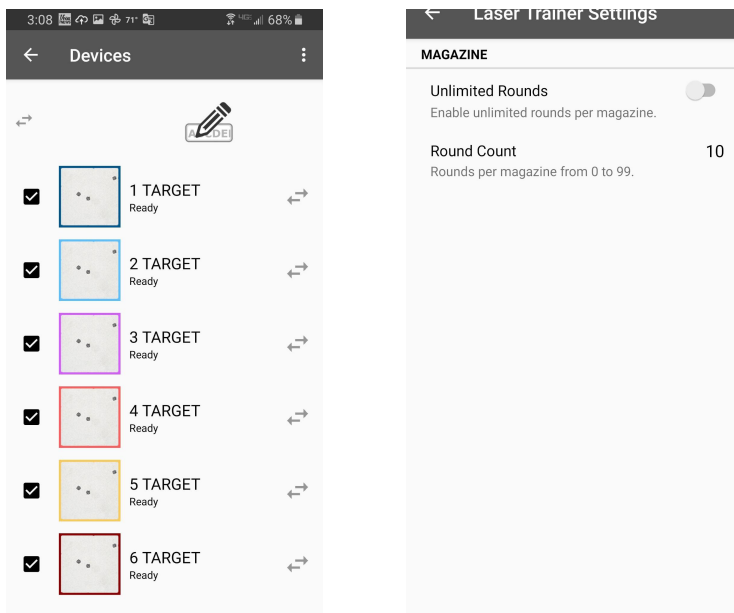 3:08 71° 4G 68%
Devices
1 TARGET
Ready
2 TARGET
Ready
3 TARGET
Ready
4 TARGET
Ready
5 TARGET
Ready
6 TARGET
Ready
Laser Trainer Settings
MAGAZINE
Unlimited Rounds
Enable unlimited rounds per magazine.
Round Count 10
Rounds per magazine from 0 to 99.